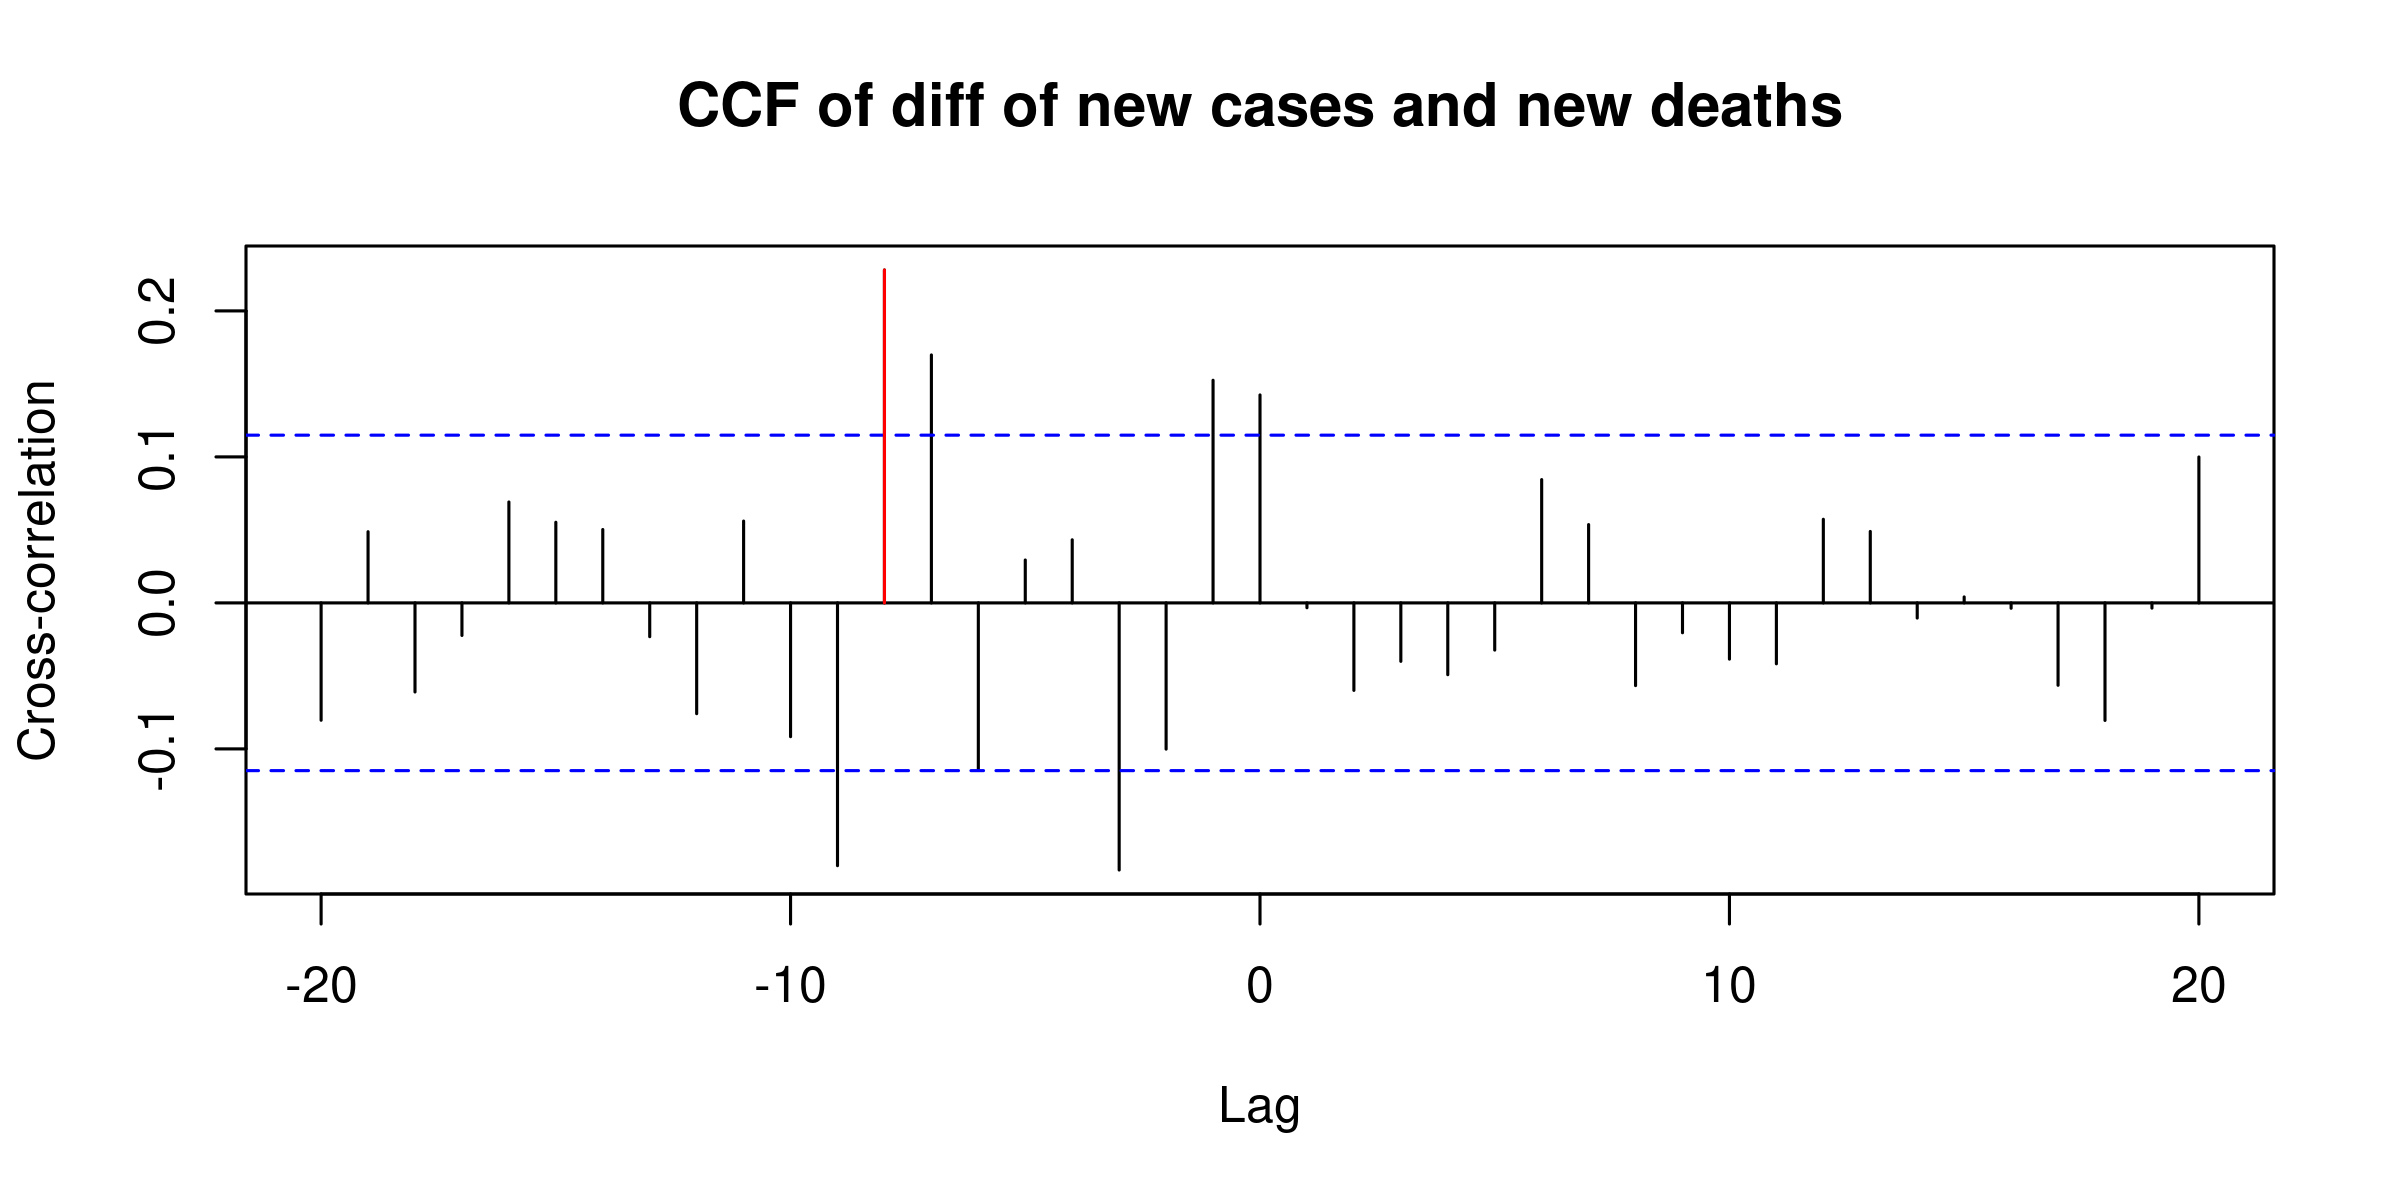 CCF of diff of new cases and new deaths
Cross-correlation
0.2
0.1
0.0
-0.1
-20 -10 0 10 20
Lag